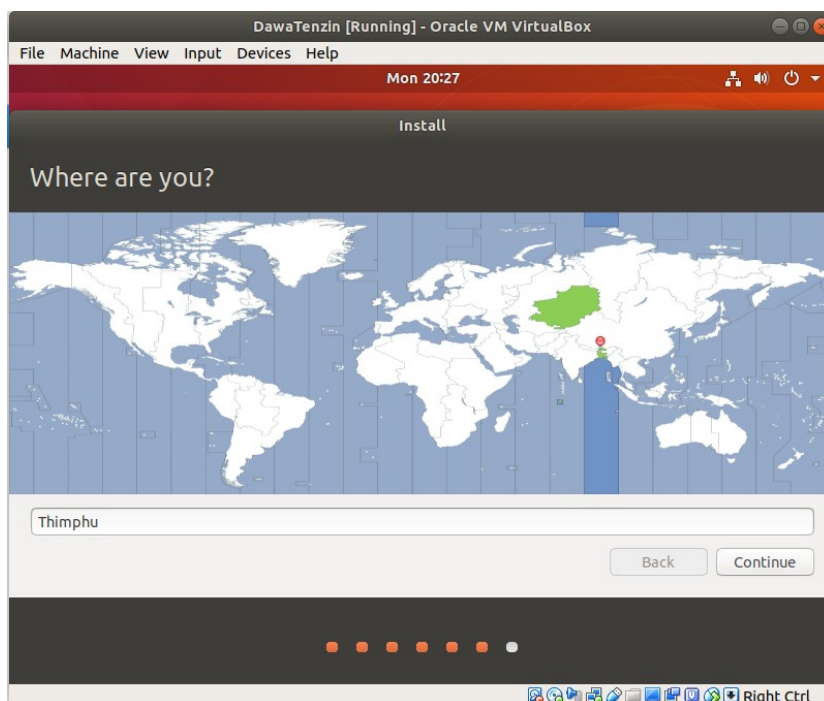 DawaTenzin [Running] - Oracle VM VirtualBox
File Machine View Input Devices Help
Mon 20:27
Install
Where are you?
Thimphu
Back Continue
Right Ctrl